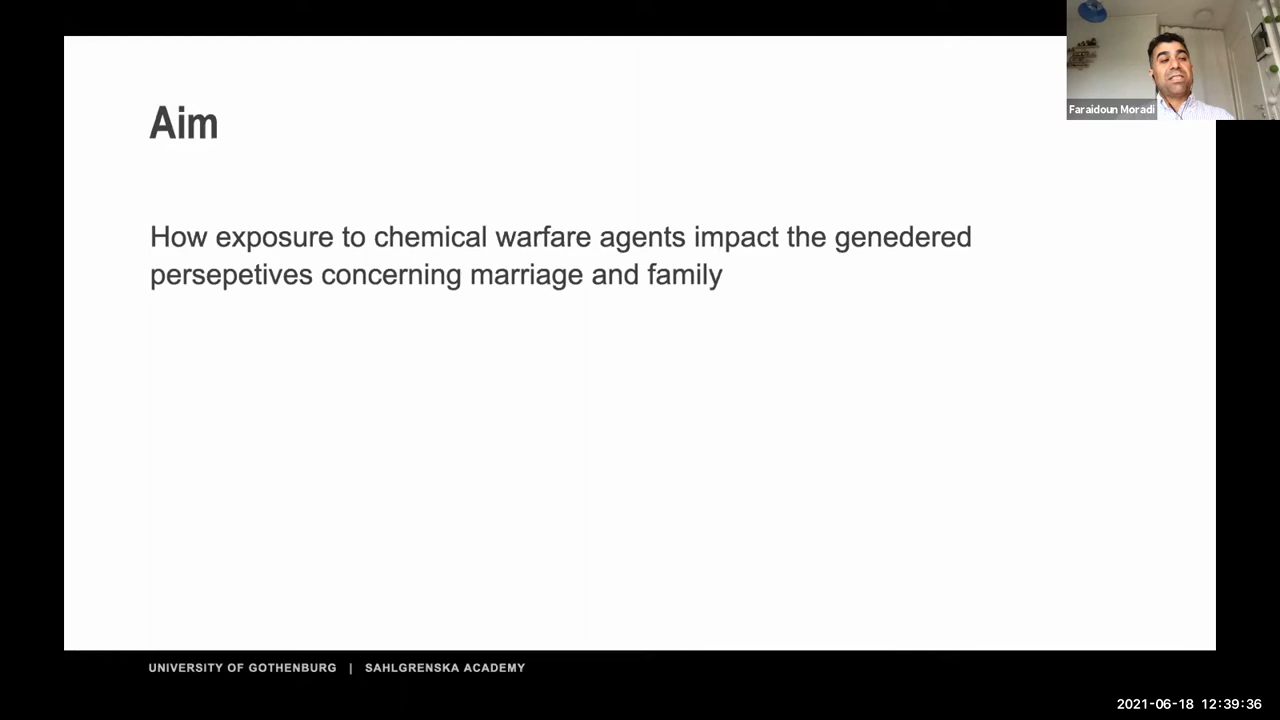 Aim
How exposure to chemical warfare agents impact the genedered
persepetives concerning marriage and family
Faraidoun Moradi
UNIVERSITY OF GOTHENBURG | SAHLGRENSKA ACADEMY
2021-06-18 12:39:36